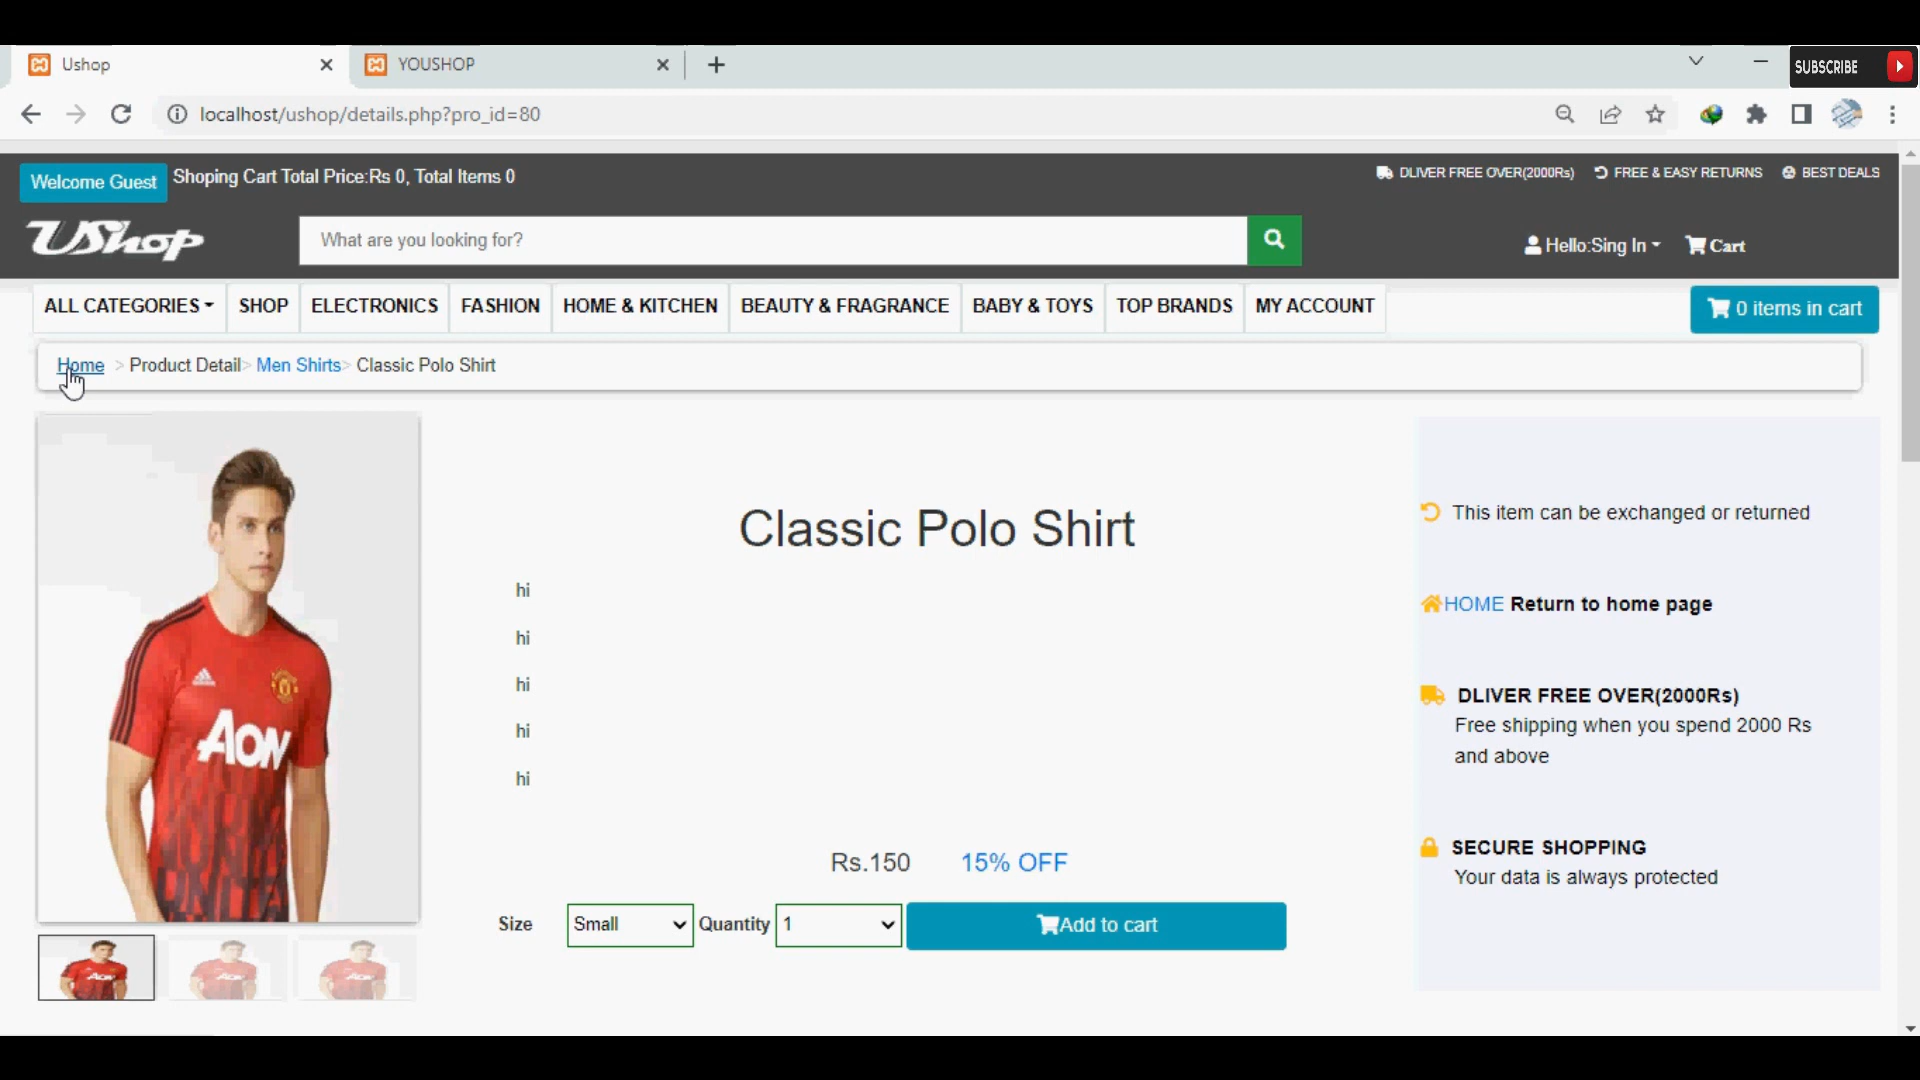 Ushop
YOUSHOP
SUBSCRIBE
localhost/ushop/details.php?pro_id=80
Welcome Guest
Shoping Cart Total Price:Rs 0, Total Items 0
DLIVER FREE OVER(2000Rs)
FREE & EASY RETURNS
BEST DEALS
UShop
What are you looking for?
Hello:Sing In
Cart
ALL CATEGORIES
SHOP
ELECTRONICS
FASHION
HOME & KITCHEN
BEAUTY & FRAGRANCE
BABY & TOYS
TOP BRANDS
MY ACCOUNT
0 items in cart
Home > Product Detail> Men Shirts> Classic Polo Shirt
adidas
AON
Classic Polo Shirt
hi
hi
hi
hi
hi
Rs.150
15% OFF
Size
Small
Quantity
1
Add to cart
This item can be exchanged or returned
HOME Return to home page
DLIVER FREE OVER(2000Rs)
Free shipping when you spend 2000 Rs
and above
SECURE SHOPPING
Your data is always protected
AON
AON
AON